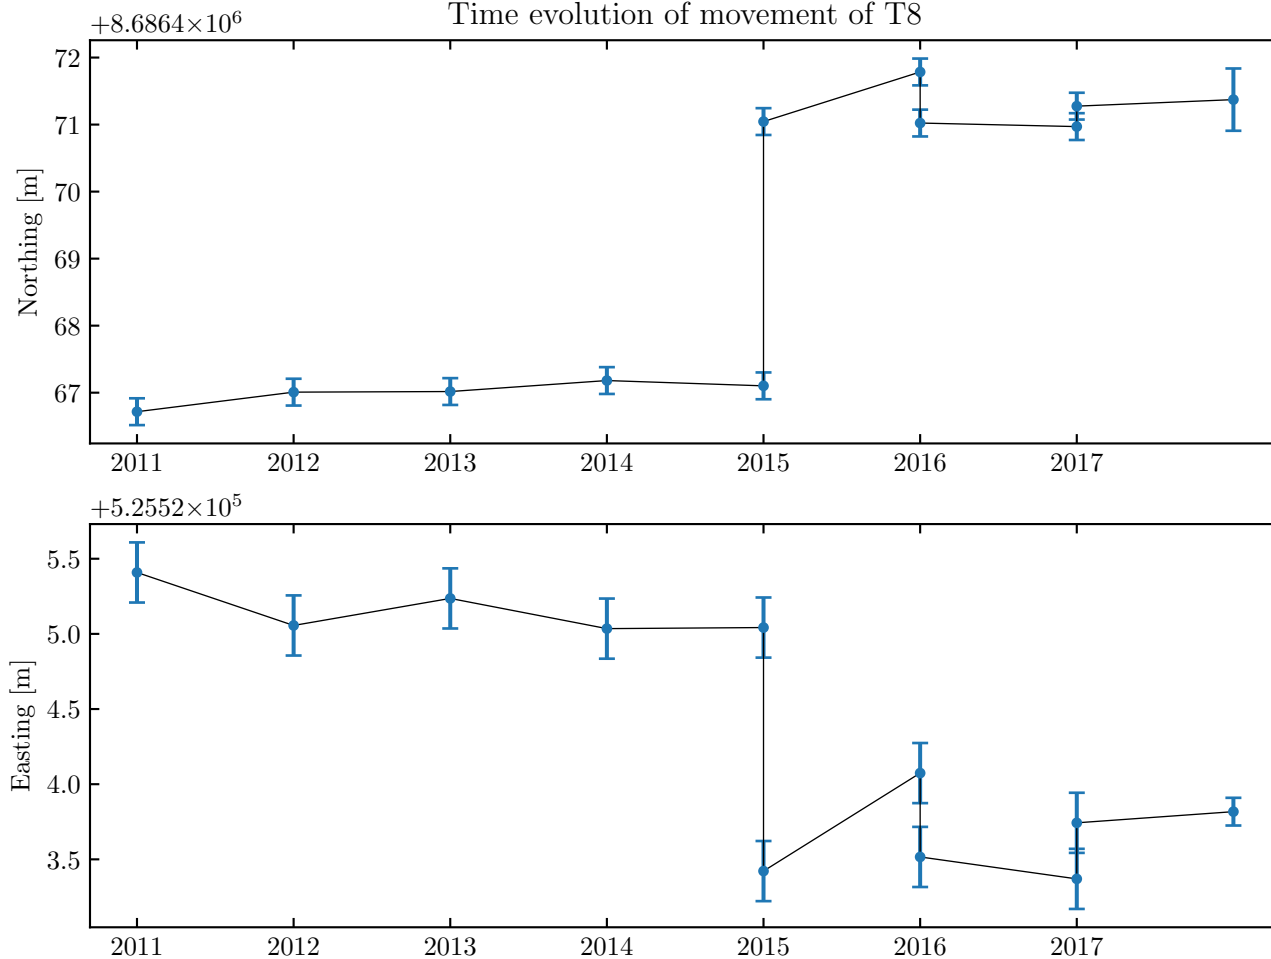 Time evolution of movement of T8
+8.6864×10⁶
72
71
70
69
68
67
Northing [m]
2011 2012 2013 2014 2015 2016 2017
+5.2552×10⁵
5.5
5.0
4.5
4.0
3.5
Easting [m]
2011 2012 2013 2014 2015 2016 2017